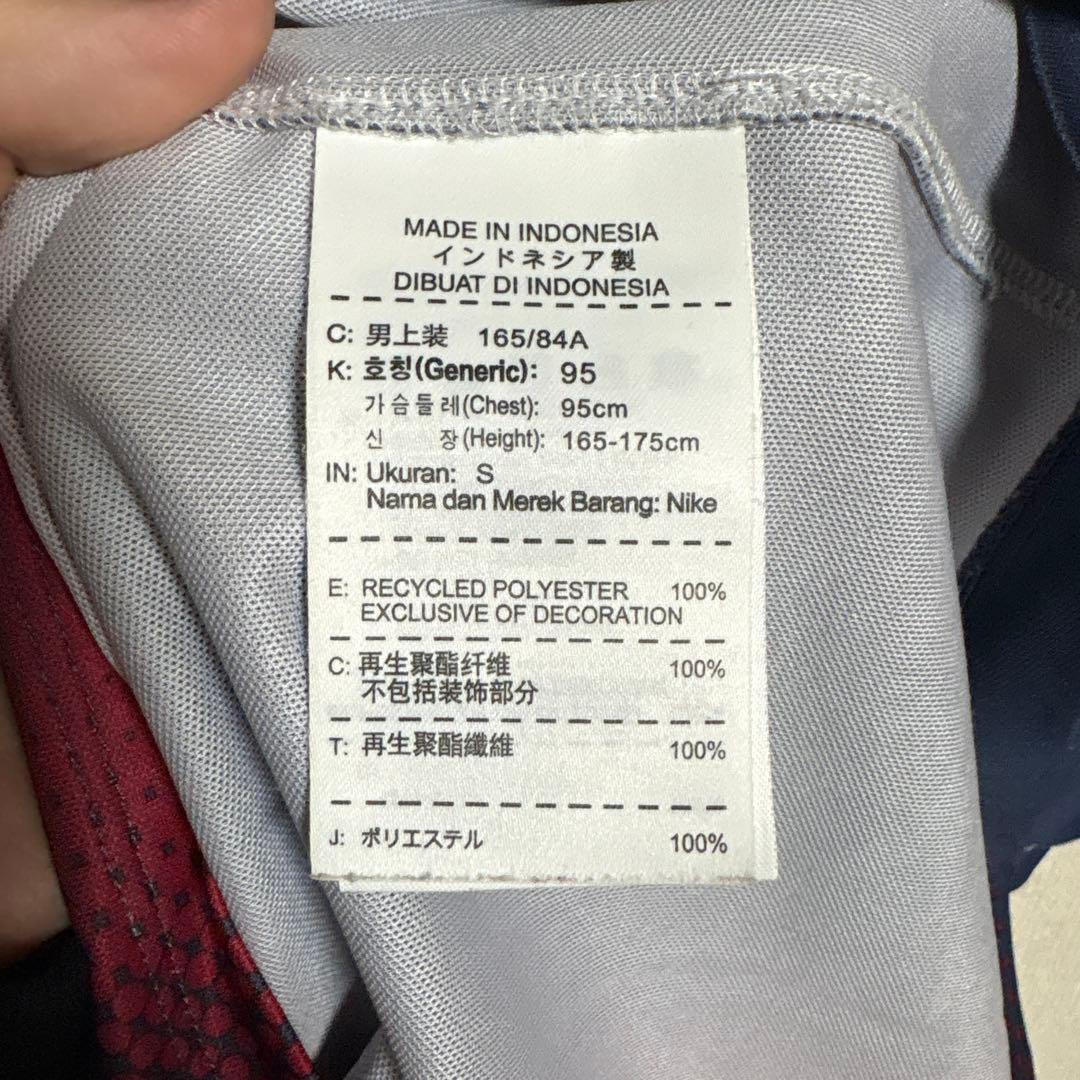 MADE IN INDONESIA
インドネシア製
DIBUAT DI INDONESIA
C: 男上装 165/84A
K: 호칭(Generic): 95
가슴둘레(Chest): 95cm
신 장(Height): 165-175cm
IN: Ukuran: S
Nama dan Merek Barang: Nike
E: RECYCLED POLYESTER 100%
EXCLUSIVE OF DECORATION
C: 再生聚酯纤维 100%
不包括装饰部分
T: 再生聚酯纖維 100%
J: ポリエステル 100%